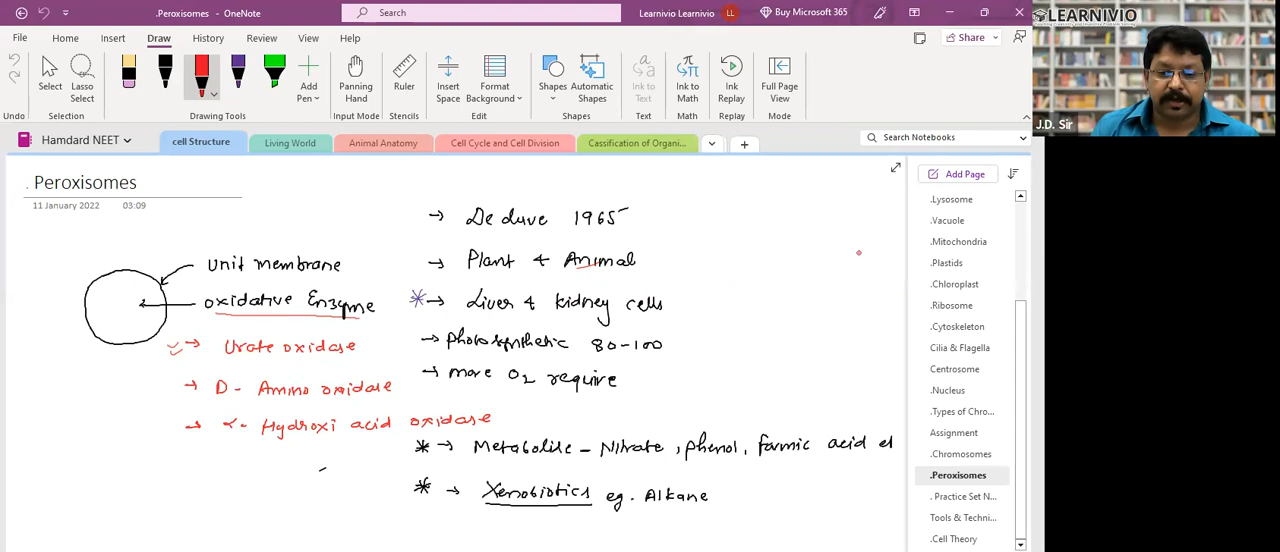 .Peroxisomes - OneNote
Search
Learnivio Learnivio
LL
Buy Microsoft 365
LEARNIVIO
File
Home
Insert
Draw
History
Review
View
Help
Share
Undo
Select
Lasso Select
Add Pen
Drawing Tools
Panning Hand
Input Mode
Ruler
Stencils
Insert Space
Format Background
Edit
Shapes
Automatic Shapes
Shapes
Ink to Text
Ink to Math
Convert
Ink Replay
Replay
Full Page View
Mode
J.D. Sir
Hamdard NEET
cell Structure
Living World
Animal Anatomy
Cell Cycle and Cell Division
Cassification of Organi...
Search Notebooks
. Peroxisomes
11 January 2022 03:09
Unit membrane
oxidative Enzyme
→ Urate oxidase
→ D - Amino oxidase
→ α- Hydroxi acid oxidase
→ De duve 1965
→ Plant & Animal
* → Liver & kidney cells
→ Photosynthetic 80-100
→ more O2 require
* → Metabolise - Nitrate, phenol, formic acid et
* → Xenobiotics eg. Alkane
Add Page
.Lysosome
.Vacuole
.Mitochondria
.Plastids
.Chloroplast
.Ribosome
.Cytoskeleton
Cilia & Flagella
Centrosome
.Nucleus
.Types of Chro...
Assignment
.Chromosomes
.Peroxisomes
. Practice Set N...
Tools & Techni...
.Cell Theory